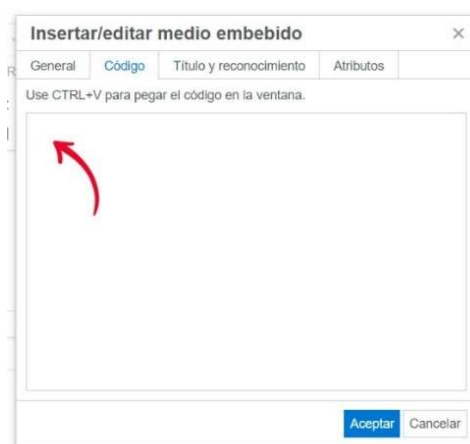 Insertar/editar medio embebido ×
General Código Título y reconocimiento Atributos
Use CTRL+V para pegar el código en la ventana.
Aceptar Cancelar